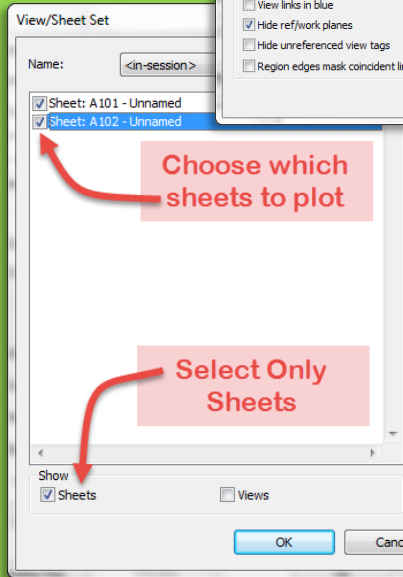 View/Sheet Set
View links in blue
Hide ref/work planes
Hide unreferenced view tags
Region edges mask coincident li
Name:
<in-session>
Sheet: A101 - Unnamed
Sheet: A102 - Unnamed
Choose which
sheets to plot
Select Only
Sheets
Show
Sheets
Views
OK
Canc